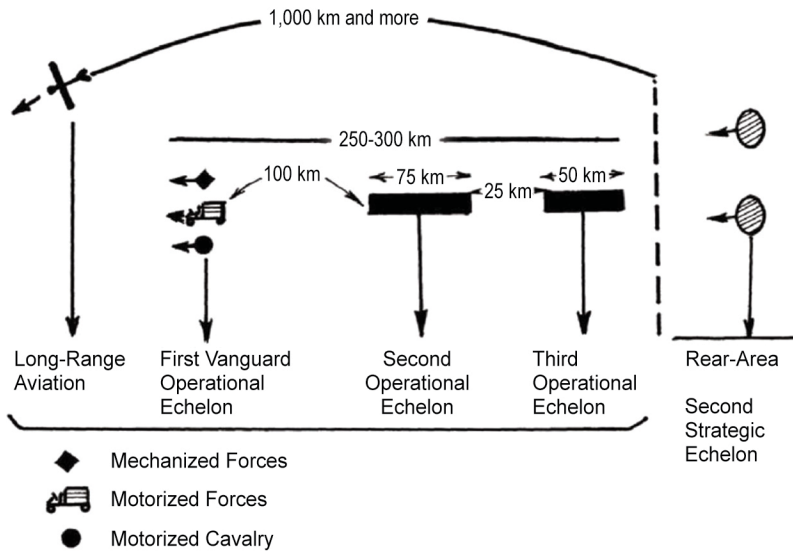 1,000 km and more
250-300 km
100 km
75 km
25 km
50 km
Long-Range
Aviation
First Vanguard
Operational
Echelon
Second
Operational
Echelon
Third
Operational
Echelon
Rear-Area
Second
Strategic
Echelon
Mechanized Forces
Motorized Forces
Motorized Cavalry